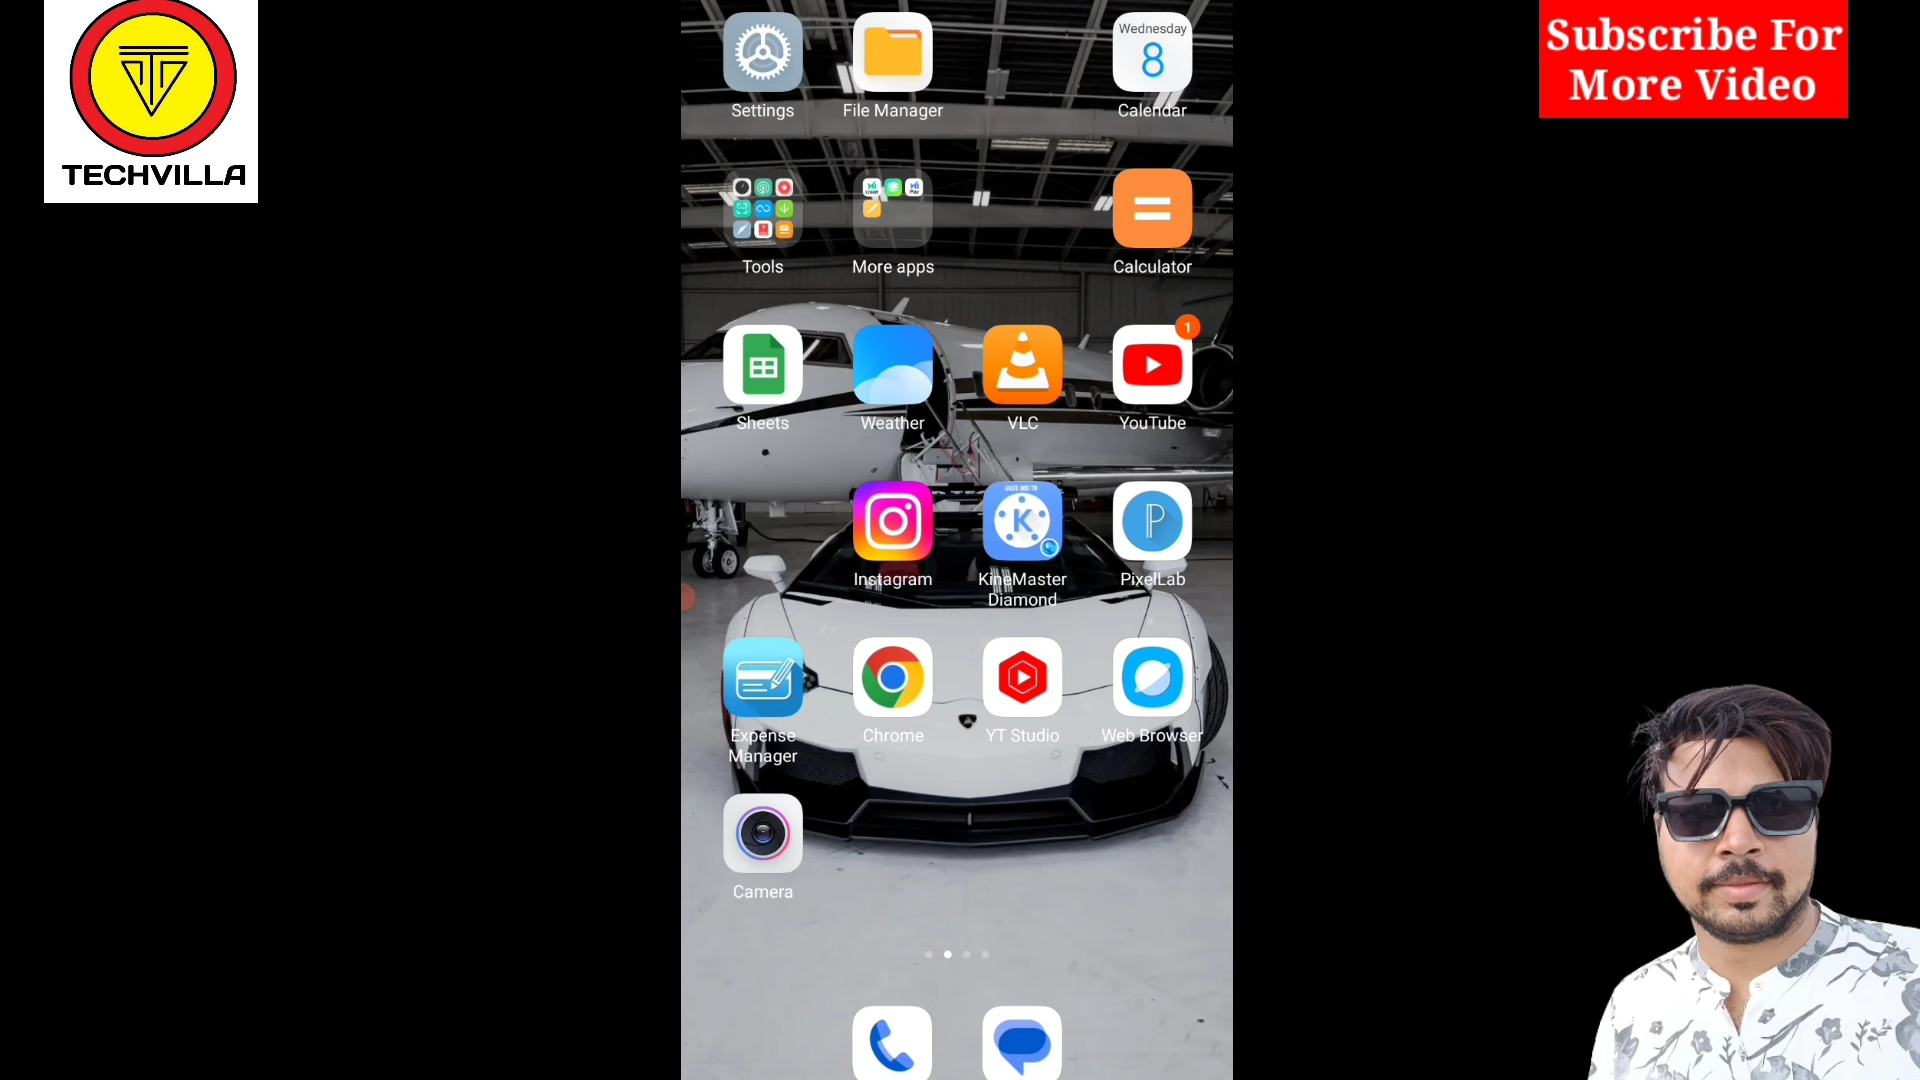 TECHVILLA
Subscribe For
More Video
Wednesday
8
Settings
File Manager
Calendar
Tools
More apps
Calculator
1
Sheets
Weather
VLC
YouTube
K
P
Instagram
KineMaster
Diamond
PixelLab
Expense
Manager
Chrome
YT Studio
Web Browser
Camera